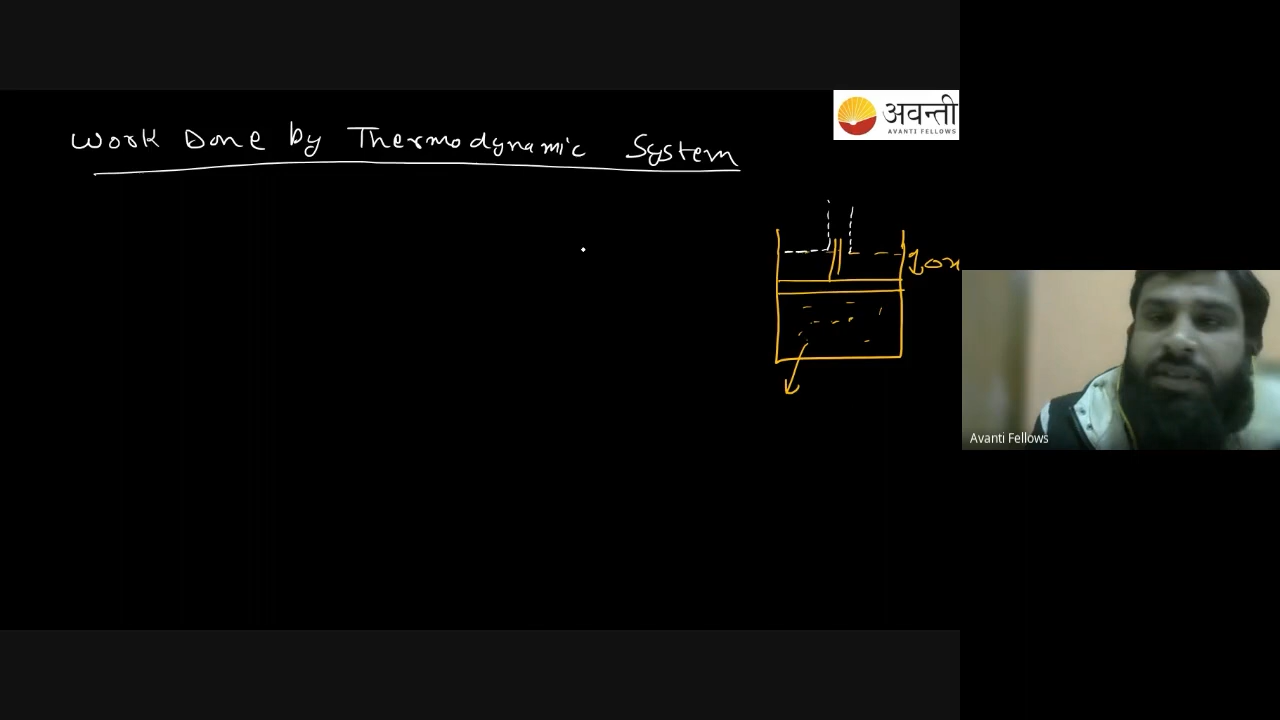 Work Done by Thermodynamic System
अवन्ती
AVANTI FELLOWS
Avanti Fellows